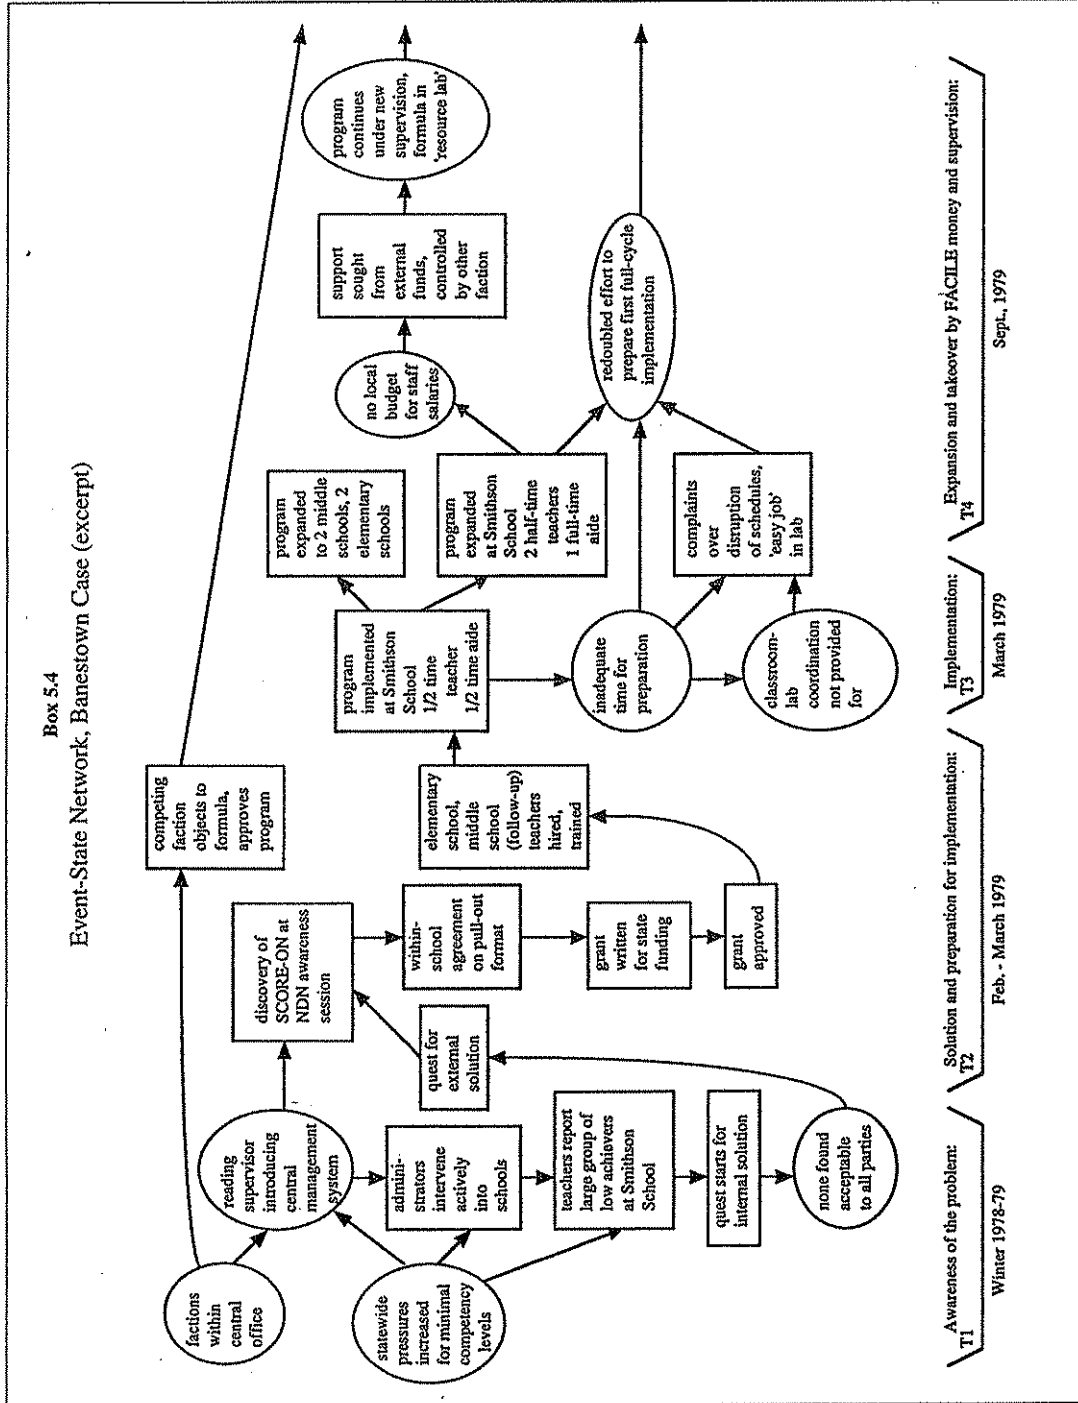 Box 5.4
Event-State Network, Banestown Case (excerpt)
factions
within
central
office
statewide
pressures
increased
for minimal
competency
levels
reading
supervisor
introducing
central
management
system
admini-
strators
intervene
actively
into
schools
teachers report
large group of
low achievers
at Smithson
School
quest starts for
internal solution
none found
acceptable
to all parties
competing
faction
objects to
formula,
approves
program
discovery of
SCORE-ON at
NDN awareness
session
quest for
external
solution
within-
school
agreement
on pull-out
format
grant
written
for state
funding
grant
approved
elementary
school,
middle
school
(follow-up)
teachers
hired,
trained
program
implemented
at Smithson
School
1/2 time
teacher
1/2 time aide
inadequate
time for
preparation
classroom-
lab
coordination
not provided
for
program
expanded
to 2 middle
schools, 2
elementary
schools
program
expanded
at Smithson
School
2 half-time
teachers
1 full-time
aide
complaints
over
disruption
of schedules,
'easy job'
in lab
no local
budget
for staff
salaries
support
sought
from
external
funds,
controlled
by other
faction
program
continues
under new
supervision,
formula in
'resource lab'
redoubled effort to
prepare first full-cycle
implementation
Awareness of the problem:
T1
Winter 1978-79
Solution and preparation for implementation:
T2
Feb. - March 1979
Implementation:
T3
March 1979
Expansion and takeover by FACILE money and supervision:
T4
Sept., 1979